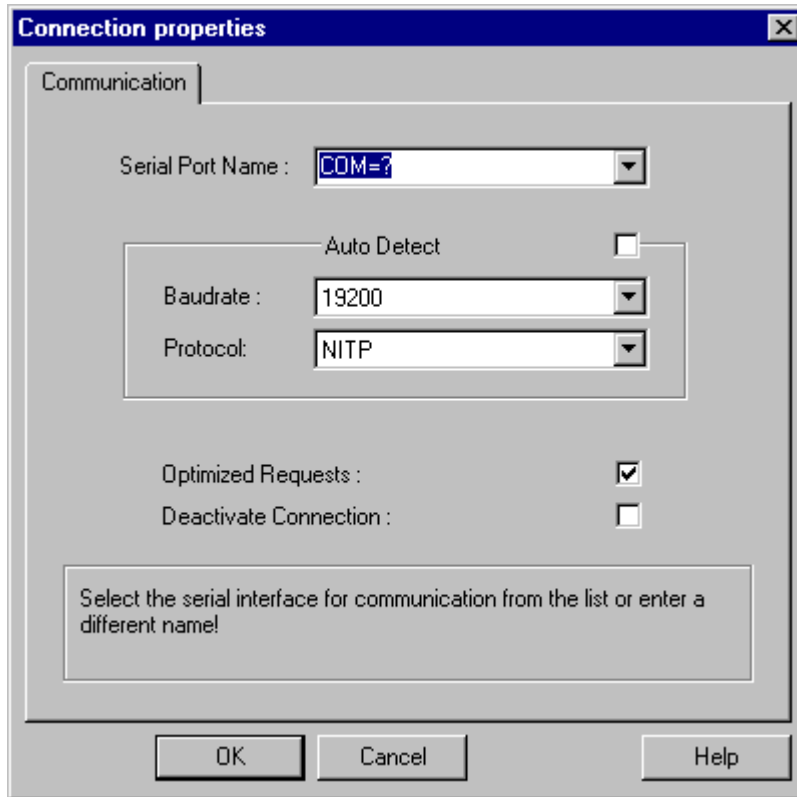 Connection properties
Communication
Serial Port Name :
COM=?
Auto Detect
Baudrate :
19200
Protocol:
NITP
Optimized Requests :
Deactivate Connection :
Select the serial interface for communication from the list or enter a
different name!
OK
Cancel
Help